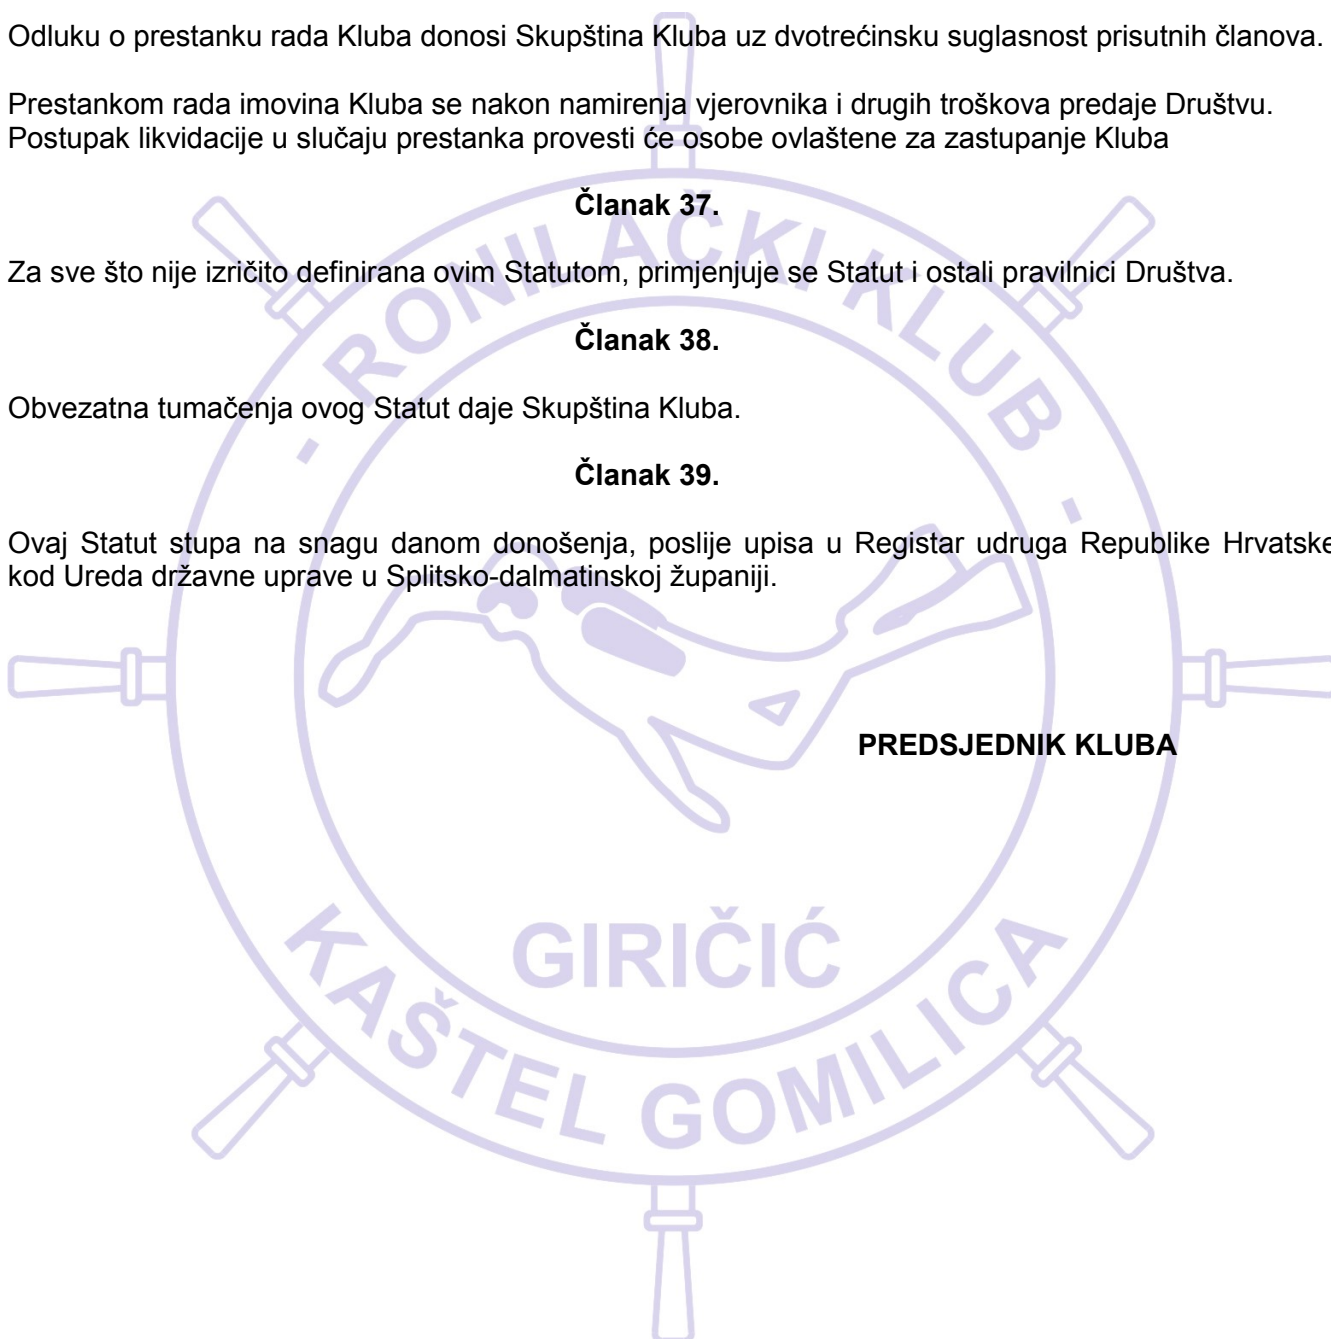 Odluku o prestanku rada Kluba donosi Skupština Kluba uz dvotrećinsku suglasnost prisutnih članova.
Prestankom rada imovina Kluba se nakon namirenja vjerovnika i drugih troškova predaje Društvu.
Postupak likvidacije u slučaju prestanka provesti će osobe ovlaštene za zastupanje Kluba
Članak 37.
Za sve što nije izričito definirana ovim Statutom, primjenjuje se Statut i ostali pravilnici Društva.
Članak 38.
Obvezatna tumačenja ovog Statut daje Skupština Kluba.
Članak 39.
Ovaj Statut stupa na snagu danom donošenja, poslije upisa u Registar udruga Republike Hrvatske
kod Ureda državne uprave u Splitsko-dalmatinskoj županiji.
PREDSJEDNIK KLUBA
- RONILAČKI KLUB -
GIRIČIĆ
KAŠTEL GOMILICA